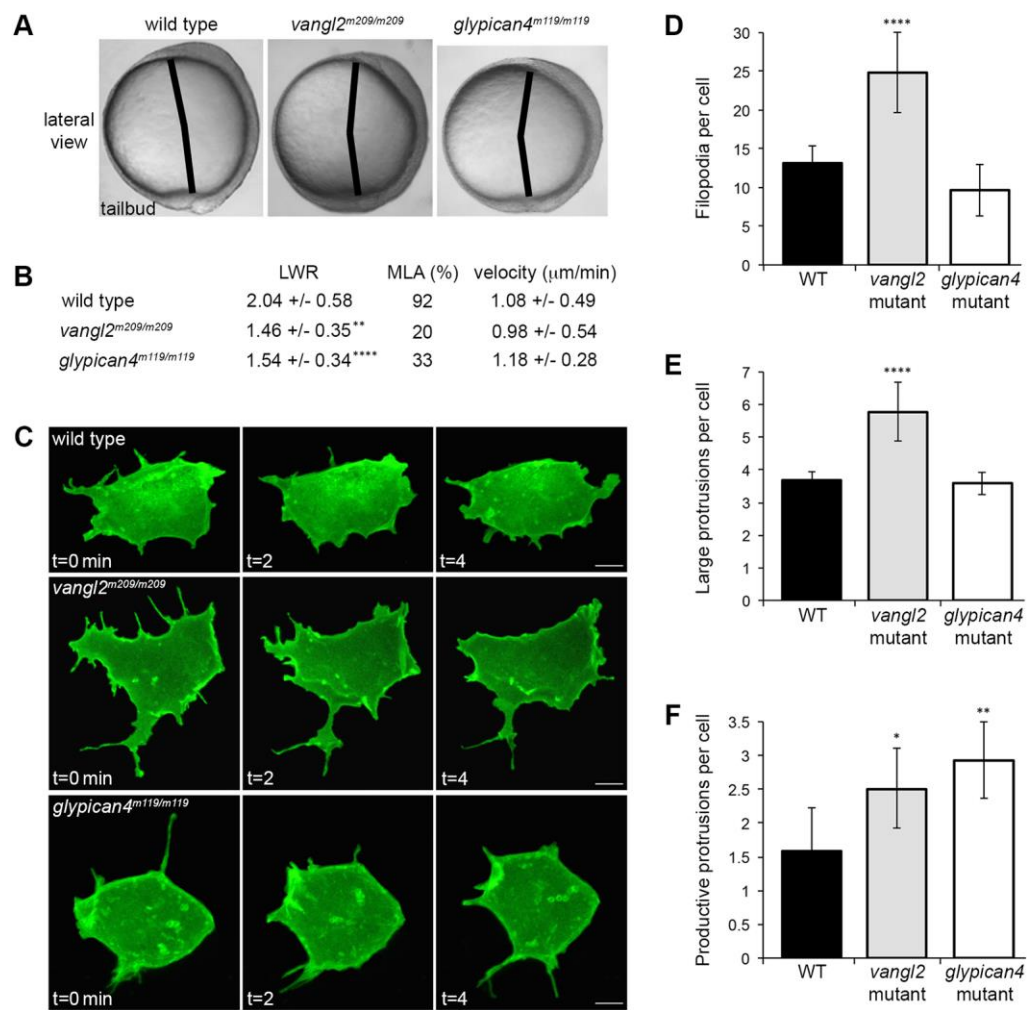 A
wild type
vangl2m209/m209
glypican4m119/m119
lateral view
tailbud
B
LWR MLA (%) velocity (μm/min)
wild type 2.04 +/- 0.58 92 1.08 +/- 0.49
vangl2m209/m209 1.46 +/- 0.35** 20 0.98 +/- 0.54
glypican4m119/m119 1.54 +/- 0.34**** 33 1.18 +/- 0.28
C
wild type
t=0 min
t=2
t=4
vangl2m209/m209
t=0 min
t=2
t=4
glypican4m119/m119
t=0 min
t=2
t=4
D
Filopodia per cell
30
25
20
15
10
5
0
****
WT
vangl2 mutant
glypican4 mutant
E
Large protrusions per cell
7
6
5
4
3
2
1
0
****
WT
vangl2 mutant
glypican4 mutant
F
Productive protrusions per cell
3.5
3
2.5
2
1.5
1
0.5
0
*
**
WT
vangl2 mutant
glypican4 mutant